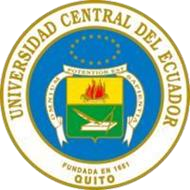 UNIVERSIDAD CENTRAL DEL ECUADOR
OMNIUM POTENTIOR EST SAPIENTIA
FUNDADA EN 1651
QUITO